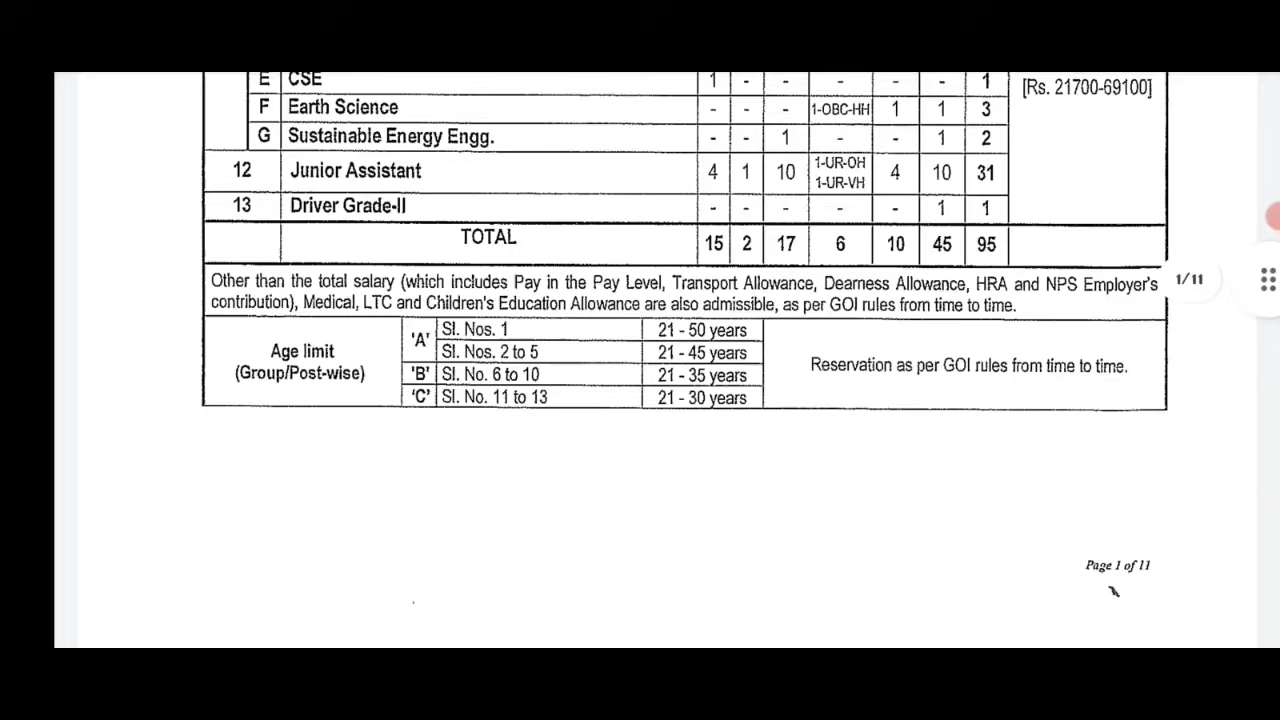 E CSE 1 - - - - - 1 [Rs. 21700-69100]
F Earth Science - - - 1-OBC-HH 1 1 3
G Sustainable Energy Engg. - - 1 - - 1 2
12 Junior Assistant 4 1 10 1-UR-OH 1-UR-VH 4 10 31
13 Driver Grade-II - - - - - 1 1
TOTAL 15 2 17 6 10 45 95
Other than the total salary (which includes Pay in the Pay Level, Transport Allowance, Dearness Allowance, HRA and NPS Employer's
contribution), Medical, LTC and Children's Education Allowance are also admissible, as per GOI rules from time to time.
1/11
Age limit (Group/Post-wise)
'A' Sl. Nos. 1 21 - 50 years
Sl. Nos. 2 to 5 21 - 45 years
'B' Sl. No. 6 to 10 21 - 35 years
'C' Sl. No. 11 to 13 21 - 30 years
Reservation as per GOI rules from time to time.
Page 1 of 11